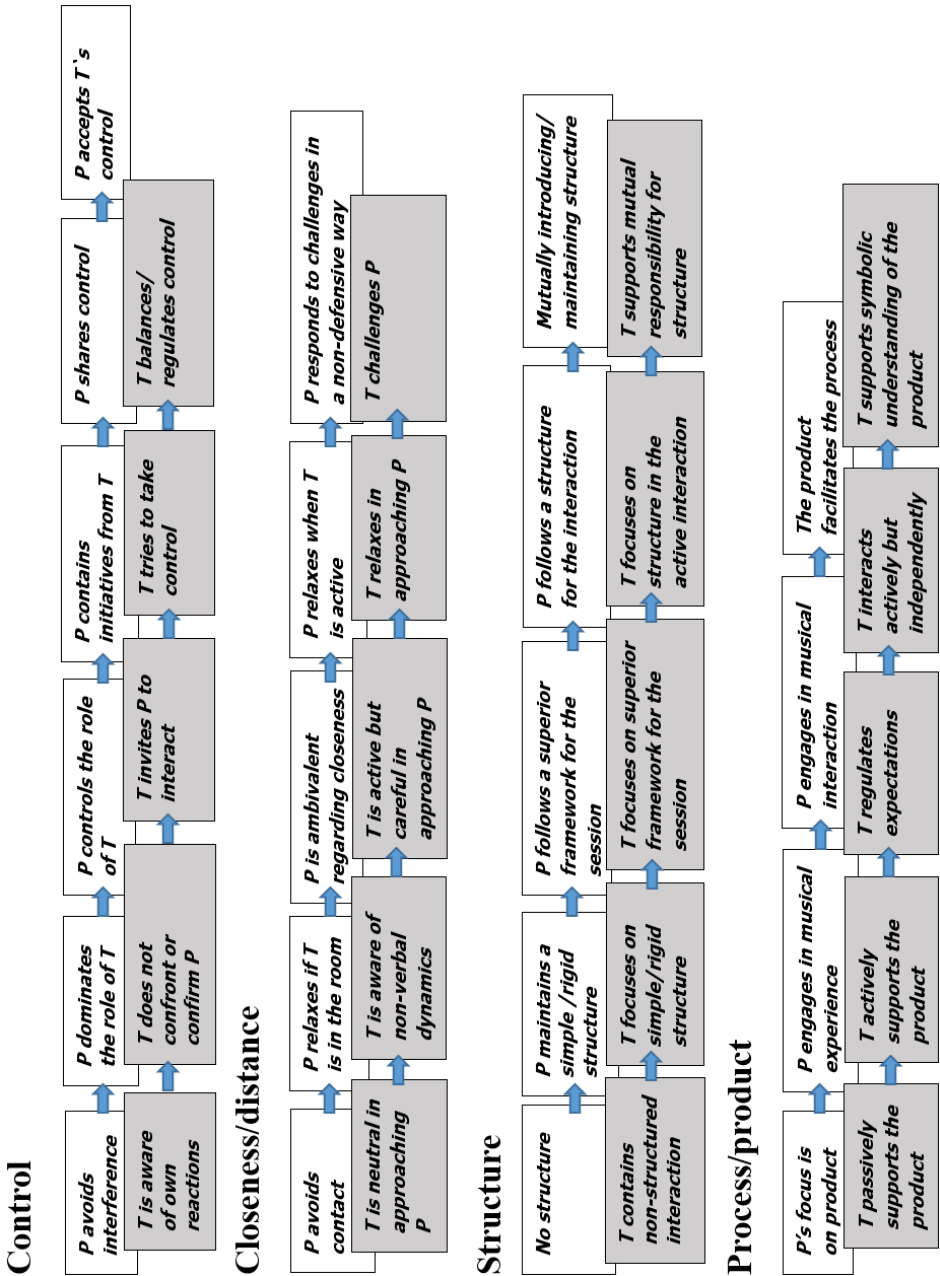 Control
P avoids
interference
P dominates
the role of T
P controls the role
of T
P contains
initiatives from T
P shares control
P accepts T`s
control
T is aware
of own
reactions
T does not
confront or
confirm P
T invites P to
interact
T tries to take
control
T balances/
regulates control
Closeness/distance
P avoids
contact
P relaxes if T
is in the room
P is ambivalent
regarding closeness
P relaxes when T
is active
P responds to challenges in
a non-defensive way
T is neutral in
approaching
P
T is aware of
non-verbal
dynamics
T is active but
careful in
approaching P
T relaxes in
approaching P
T challenges P
Structure
No structure
P maintains a
simple /rigid
structure
P follows a superior
framework for the
session
P follows a structure
for the interaction
Mutually introducing/
maintaining structure
T contains
non-structured
interaction
T focuses on
simple/rigid
structure
T focuses on superior
framework for the
session
T focuses on
structure in the
active interaction
T supports mutual
responsibility for
structure
Process/product
P's focus is
on product
P engages in musical
experience
P engages in musical
interaction
The product
facilitates the process
T passively
supports the
product
T actively
supports the
product
T regulates
expectations
T interacts
actively but
independently
T supports symbolic
understanding of the
product